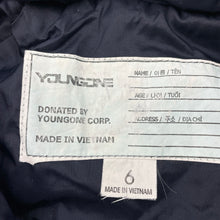 YOUNGONE
DONATED BY
YOUNGONE CORP.
MADE IN VIETNAM
NAME / 이름 / TÊN
AGE / 나이 / TUỔI
ADDRESS / 주소 / ĐỊA CHỈ
6
MADE IN VIETNAM